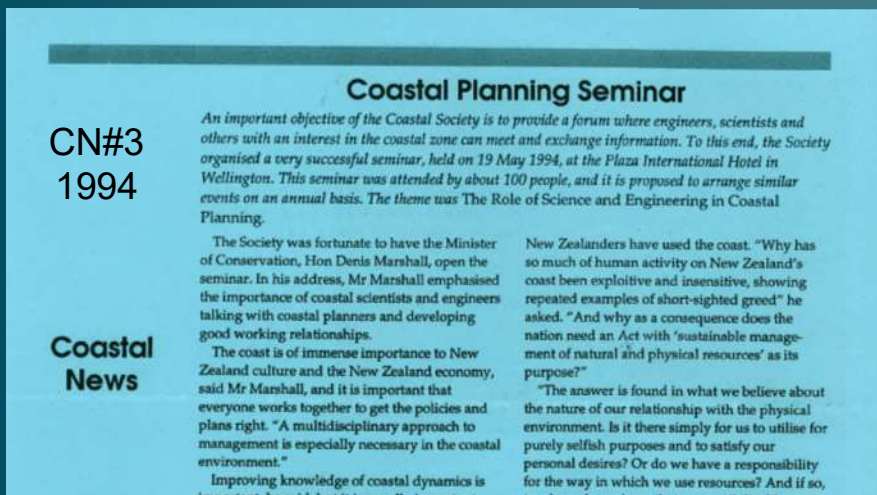 Coastal Planning Seminar
An important objective of the Coastal Society is to provide a forum where engineers, scientists and
others with an interest in the coastal zone can meet and exchange information. To this end, the Society
organised a very successful seminar, held on 19 May 1994, at the Plaza International Hotel in
Wellington. This seminar was attended by about 100 people, and it is proposed to arrange similar
events on an annual basis. The theme was The Role of Science and Engineering in Coastal
Planning.
CN#3
1994
Coastal
News
The Society was fortunate to have the Minister
of Conservation, Hon Denis Marshall, open the
seminar. In his address, Mr Marshall emphasised
the importance of coastal scientists and engineers
talking with coastal planners and developing
good working relationships.
The coast is of immense importance to New
Zealand culture and the New Zealand economy,
said Mr Marshall, and it is important that
everyone works together to get the policies and
plans right. "A multidisciplinary approach to
management is especially necessary in the coastal
environment."
Improving knowledge of coastal dynamics is
New Zealanders have used the coast. "Why has
so much of human activity on New Zealand's
coast been exploitive and insensitive, showing
repeated examples of short-sighted greed" he
asked. "And why as a consequence does the
nation need an Act with 'sustainable manage-
ment of natural and physical resources' as its
purpose?"
"The answer is found in what we believe about
the nature of our relationship with the physical
environment. Is it there simply for us to utilise for
purely selfish purposes and to satisfy our
personal desires? Or do we have a responsibility
for the way in which we use resources? And if so,